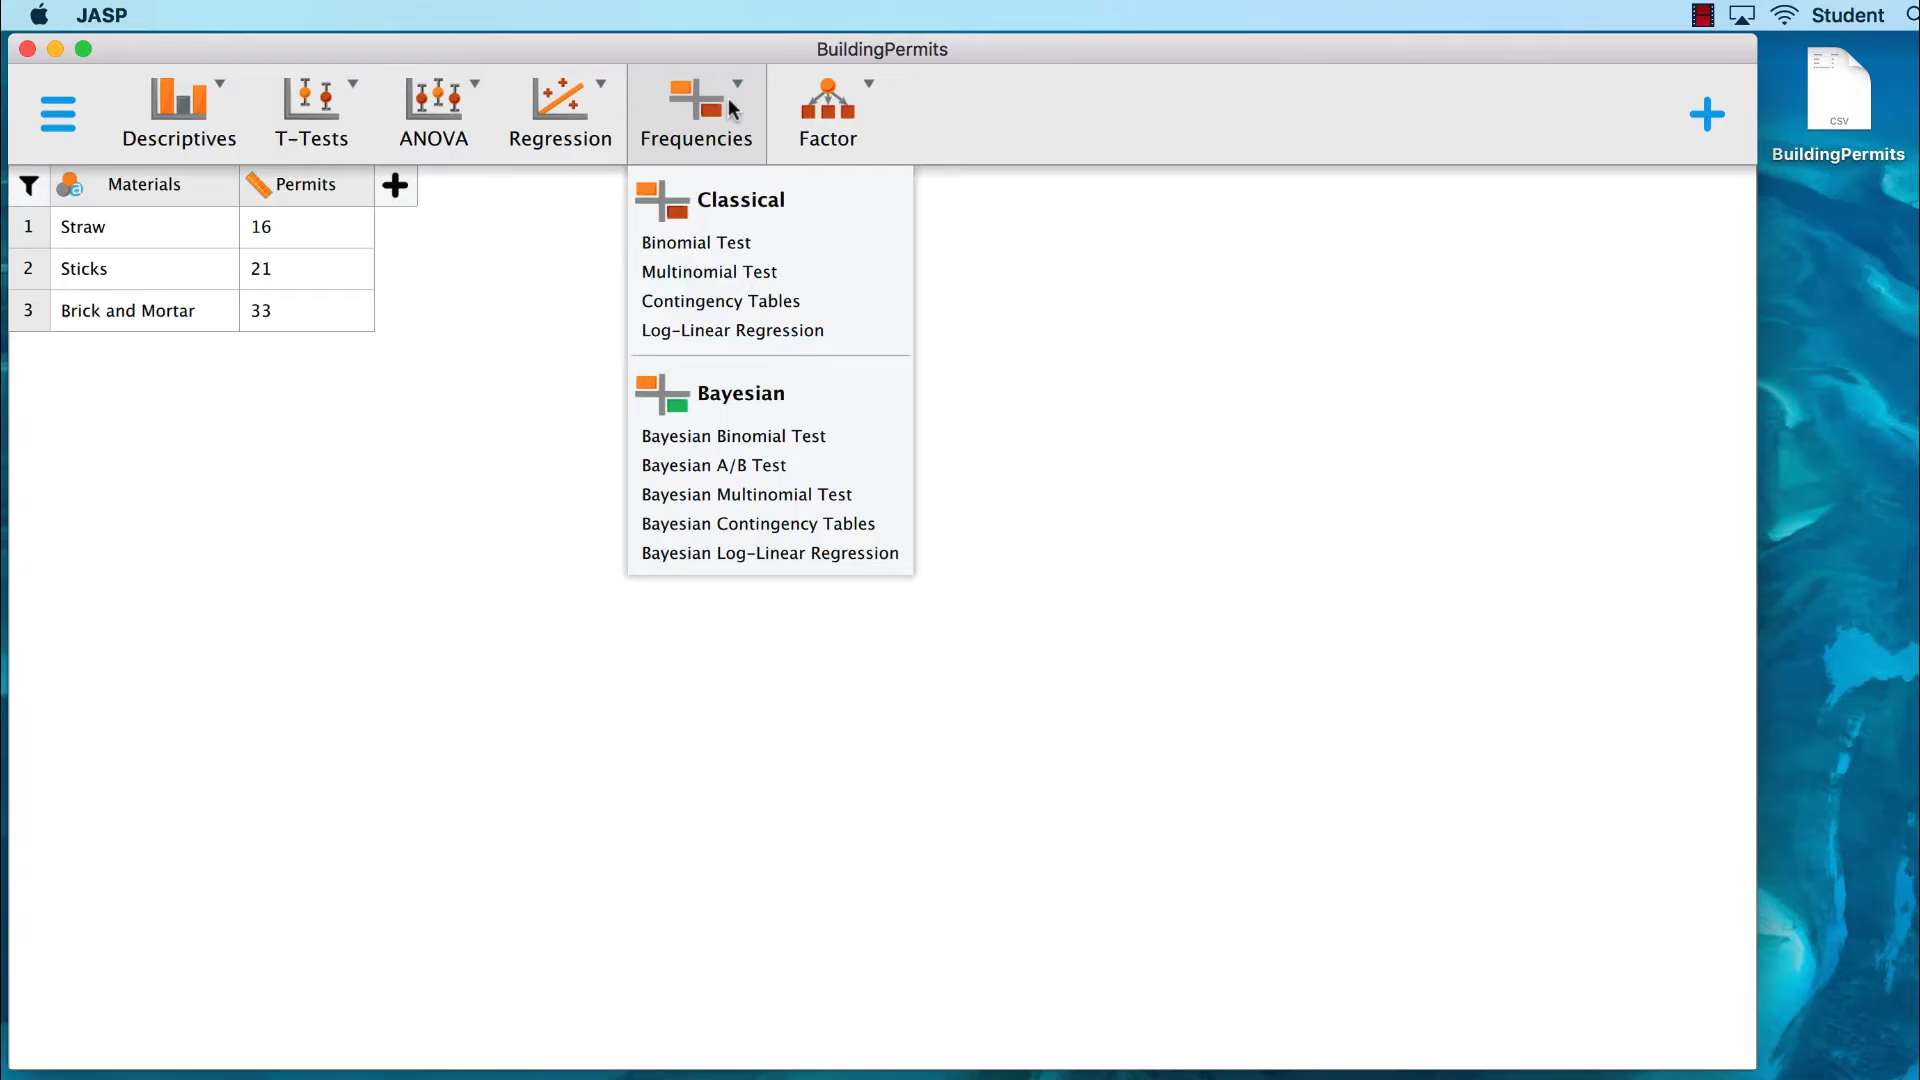 JASP
Student
BuildingPermits
Descriptives
T-Tests
ANOVA
Regression
Frequencies
Factor
CSV
BuildingPermits
a
Materials
Permits
1
Straw
16
2
Sticks
21
3
Brick and Mortar
33
Classical
Binomial Test
Multinomial Test
Contingency Tables
Log-Linear Regression
Bayesian
Bayesian Binomial Test
Bayesian A/B Test
Bayesian Multinomial Test
Bayesian Contingency Tables
Bayesian Log-Linear Regression